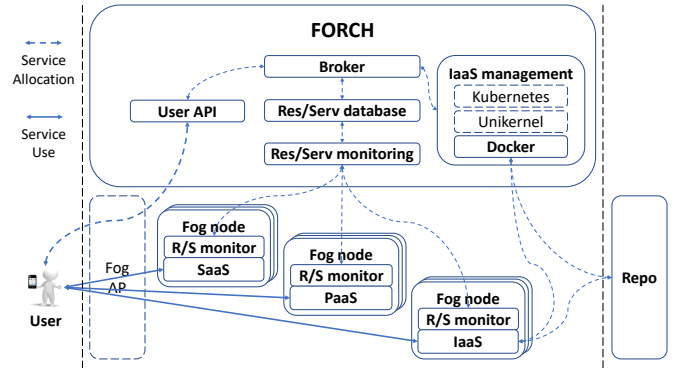 FORCH
Service
Allocation
Service
Use
Broker
User API
Res/Serv database
Res/Serv monitoring
IaaS management
Kubernetes
Unikernel
Docker
Fog
AP
Fog node
R/S monitor
SaaS
Fog node
R/S monitor
PaaS
Fog node
R/S monitor
IaaS
User
Repo